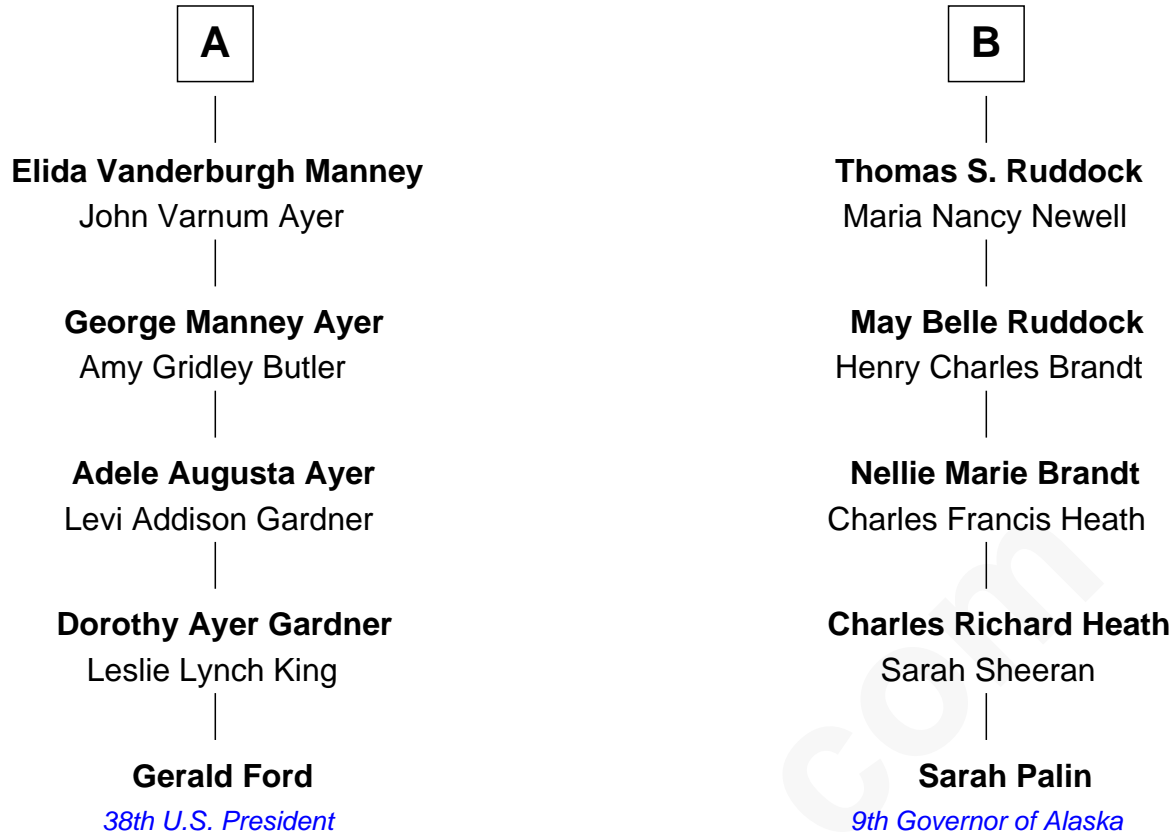 A
B
Elida Vanderburgh Manney
Thomas S. Ruddock
John Varnum Ayer
Maria Nancy Newell
George Manney Ayer
May Belle Ruddock
Amy Gridley Butler
Henry Charles Brandt
Adele Augusta Ayer
Nellie Marie Brandt
Levi Addison Gardner
Charles Francis Heath
Dorothy Ayer Gardner
Charles Richard Heath
Leslie Lynch King
Sarah Sheeran
Gerald Ford
Sarah Palin
38th U.S. President
9th Governor of Alaska
com